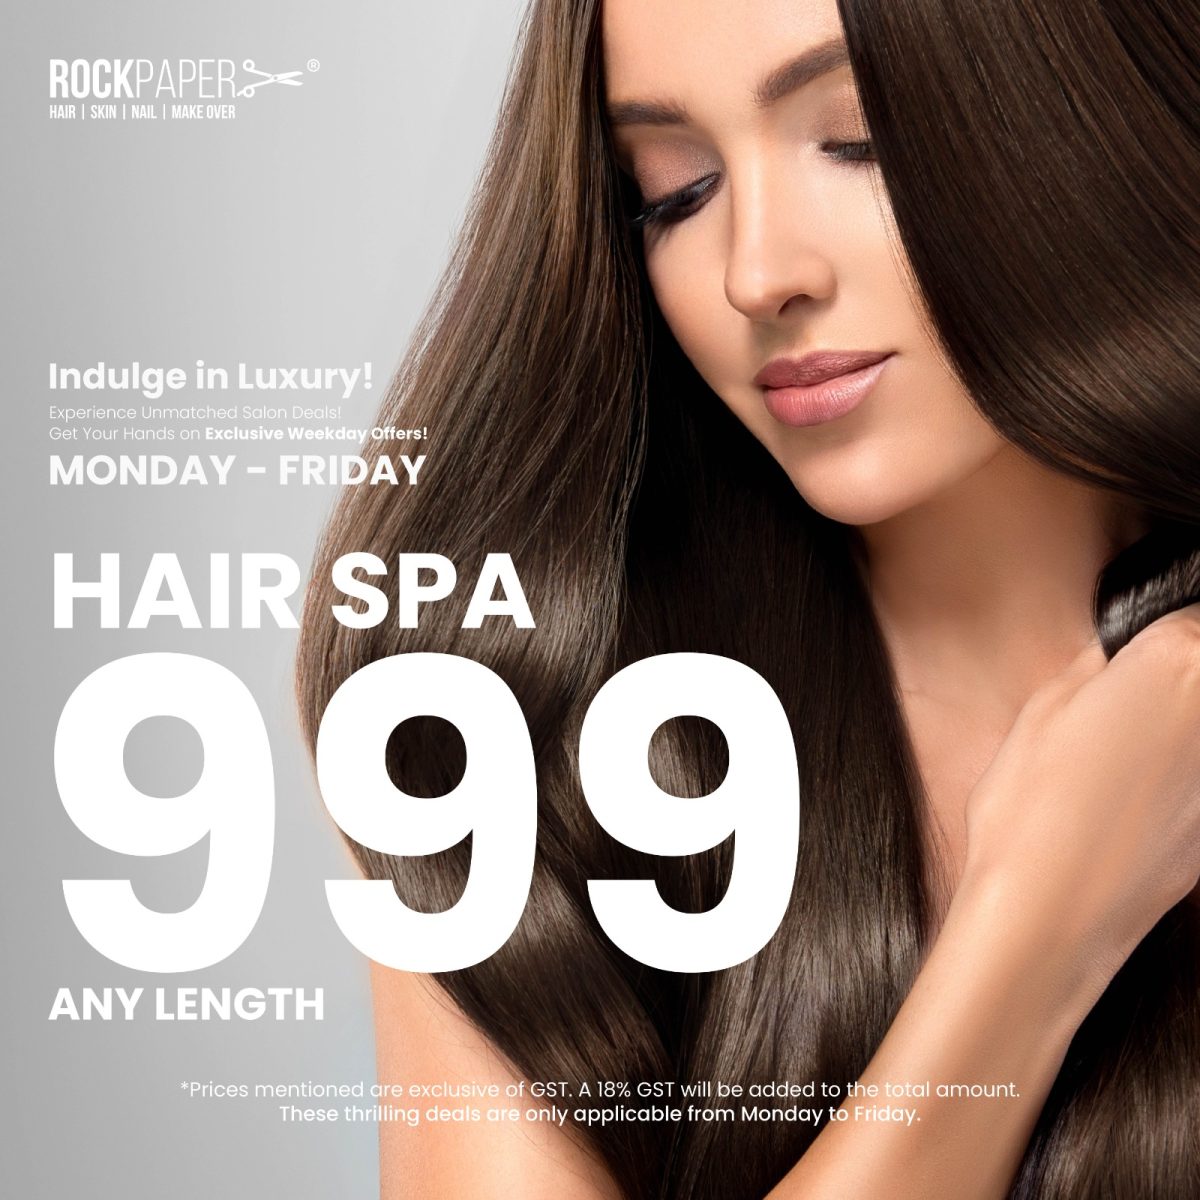 ROCKPAPER ®
HAIR | SKIN | NAIL | MAKE OVER
Indulge in Luxury!
Experience Unmatched Salon Deals!
Get Your Hands on Exclusive Weekday Offers!
MONDAY - FRIDAY
HAIR SPA
999
ANY LENGTH
*Prices mentioned are exclusive of GST. A 18% GST will be added to the total amount.
These thrilling deals are only applicable from Monday to Friday.